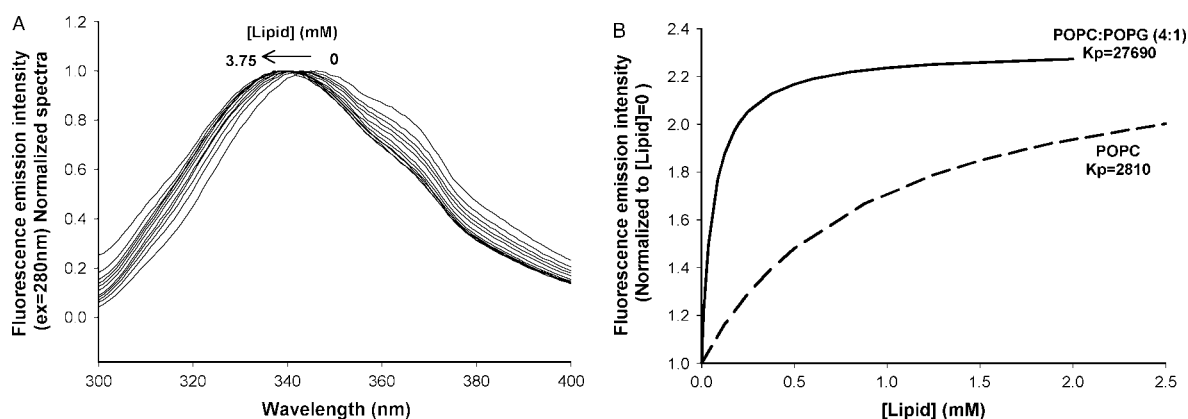 A
Fluorescence emission intensity
(ex=280nm) Normalized spectra
1.2
1.0
0.8
0.6
0.4
0.2
0.0
[Lipid] (mM)
3.75
0
300
320
340
360
380
400
Wavelength (nm)
B
Fluorescence emission intensity
(Normalized to [Lipid]=0)
2.4
2.2
2.0
1.8
1.6
1.4
1.2
1.0
POPC:POPG (4:1)
Kp=27690
POPC
Kp=2810
0.0
0.5
1.0
1.5
2.0
2.5
[Lipid] (mM)